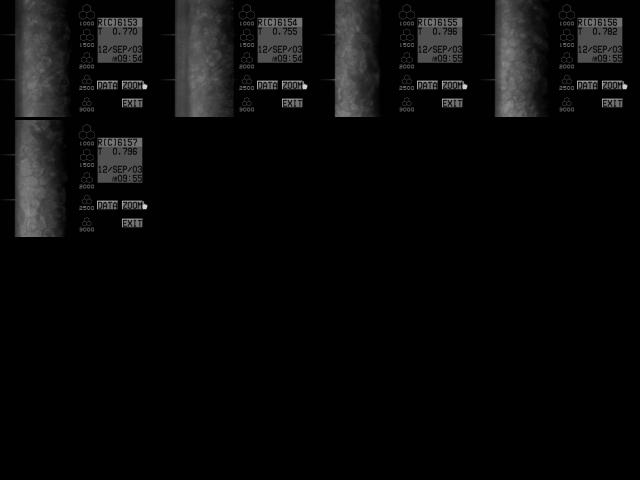 R(C)6153
1000
T 0.770
1500
12/SEP/03
09:54
2000
DATA ZOOM
2500
EXIT
3000
R(C)6154
1000
T 0.755
1500
12/SEP/03
09:54
2000
DATA ZOOM
2500
EXIT
3000
R(C)6155
1000
T 0.796
1500
12/SEP/03
09:55
2000
DATA ZOOM
2500
EXIT
3000
R(C)6156
1000
T 0.782
1500
12/SEP/03
09:55
2000
DATA ZOOM
2500
EXIT
3000
R(C)6157
1000
T 0.796
1500
12/SEP/03
09:55
2000
DATA ZOOM
2500
EXIT
3000